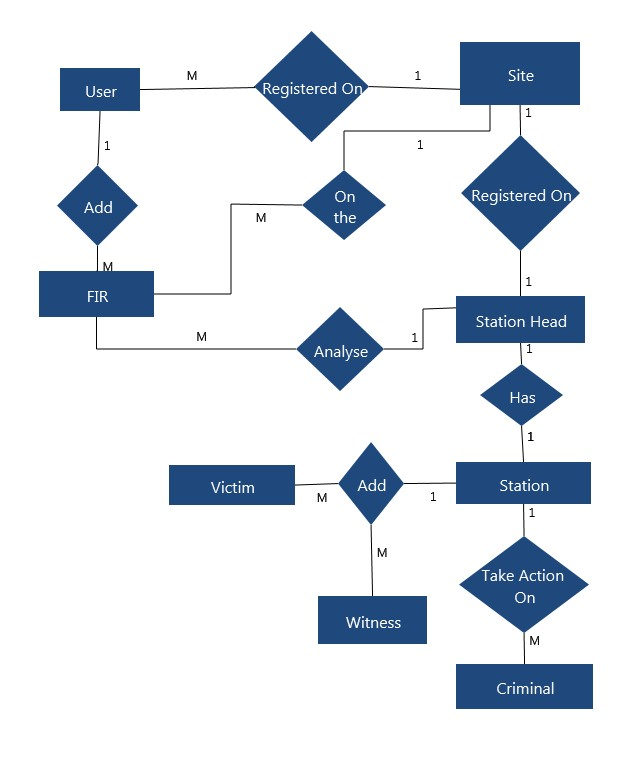 User
M
Registered On
1
Site
1
1
1
Add
On
the
Registered On
M
M
FIR
1
Station Head
M
Analyse
1
1
Has
1
Victim
M
Add
1
Station
1
M
Take Action
On
Witness
M
Criminal